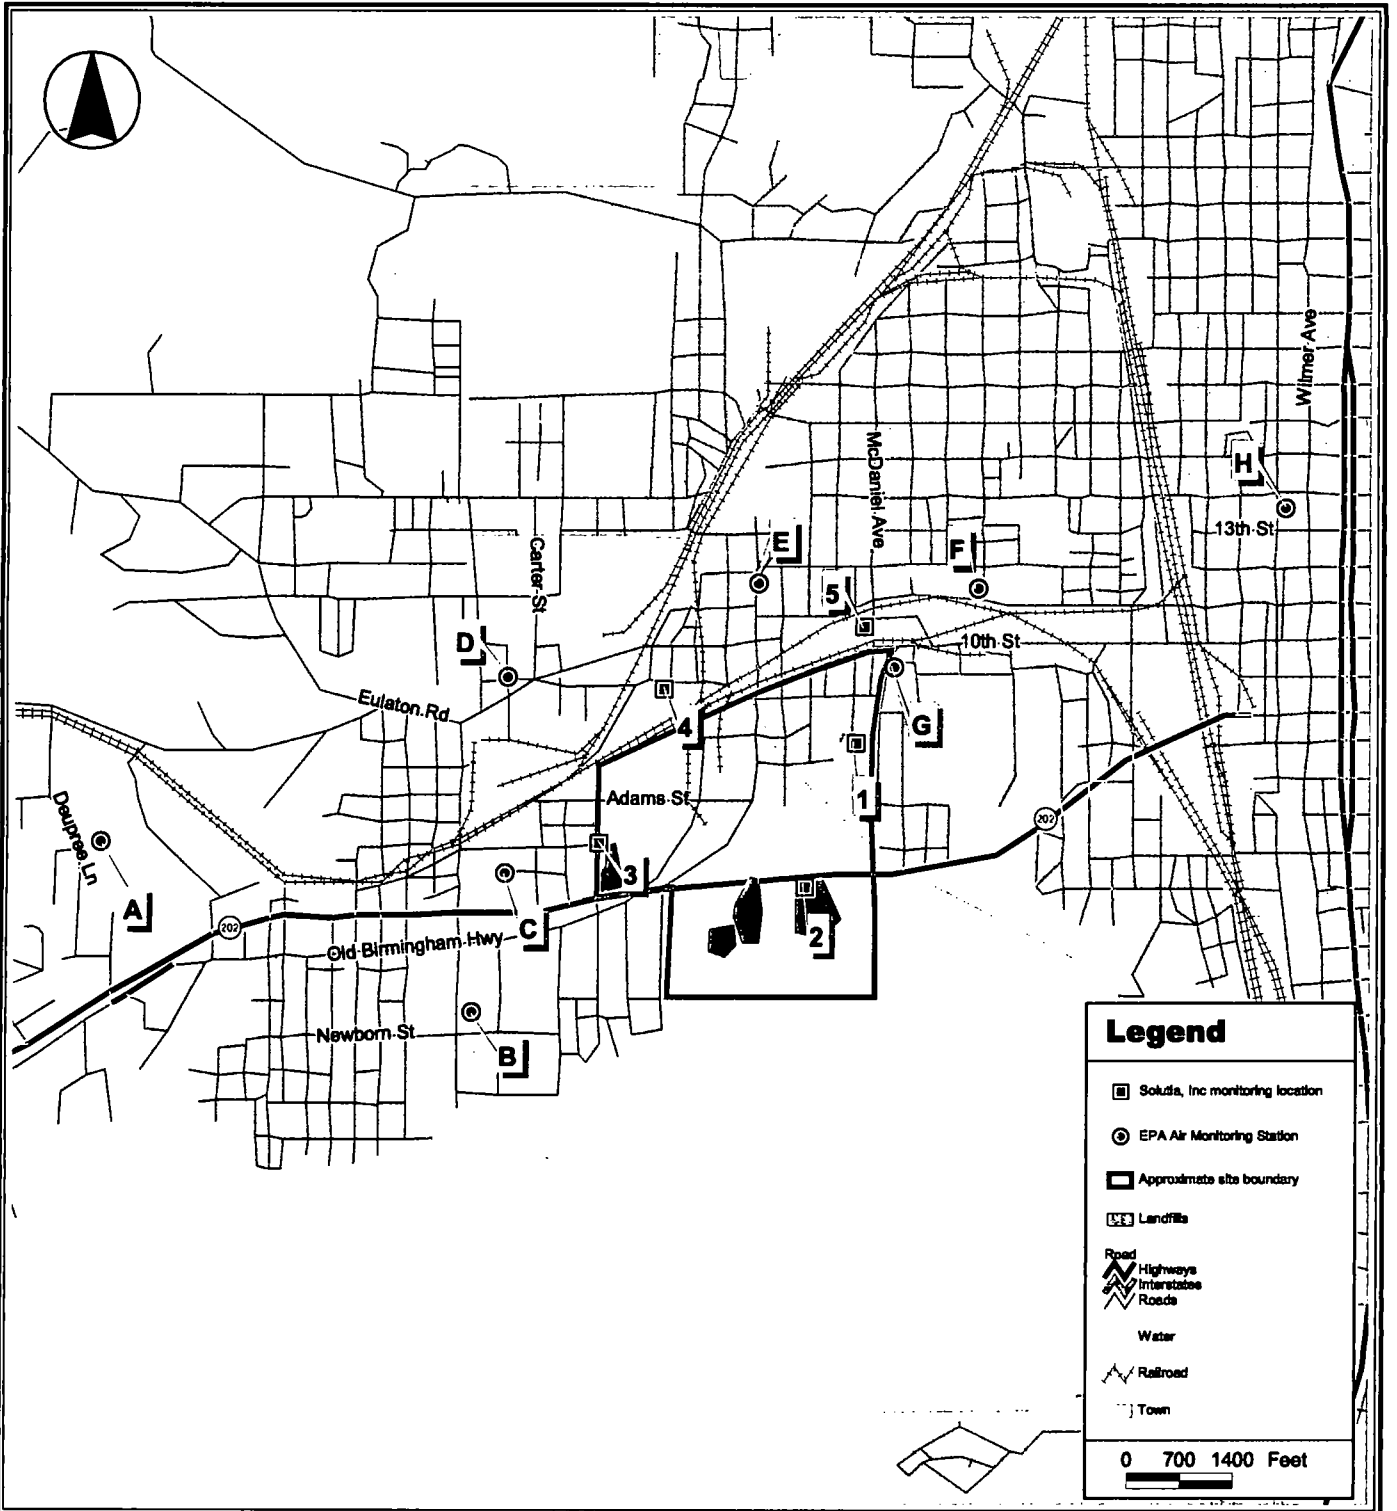 Wilmer Ave
McDaniel Ave
H
13th St
E
F
Carter St
5
D
10th St
Eulaton Rd
4
G
Adams St
1
202
Deupree Ln
3
A
202
C
2
Old Birmingham Hwy
Newborn St
B
Legend
Solutia, Inc monitoring location
EPA Air Monitoring Station
Approximate site boundary
Landfills
Road
Highways
Interstates
Roads
Water
Railroad
Town
0 700 1400 Feet